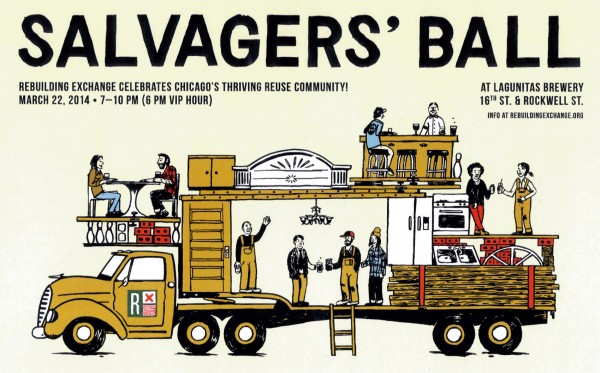 SALVAGERS' BALL
REBUILDING EXCHANGE CELEBRATES CHICAGO'S THRIVING REUSE COMMUNITY!
MARCH 22, 2014 • 7–10 PM (6 PM VIP HOUR)
AT LAGUNITAS BREWERY
16TH ST. & ROCKWELL ST.
INFO AT REBUILDINGEXCHANGE.ORG
R X